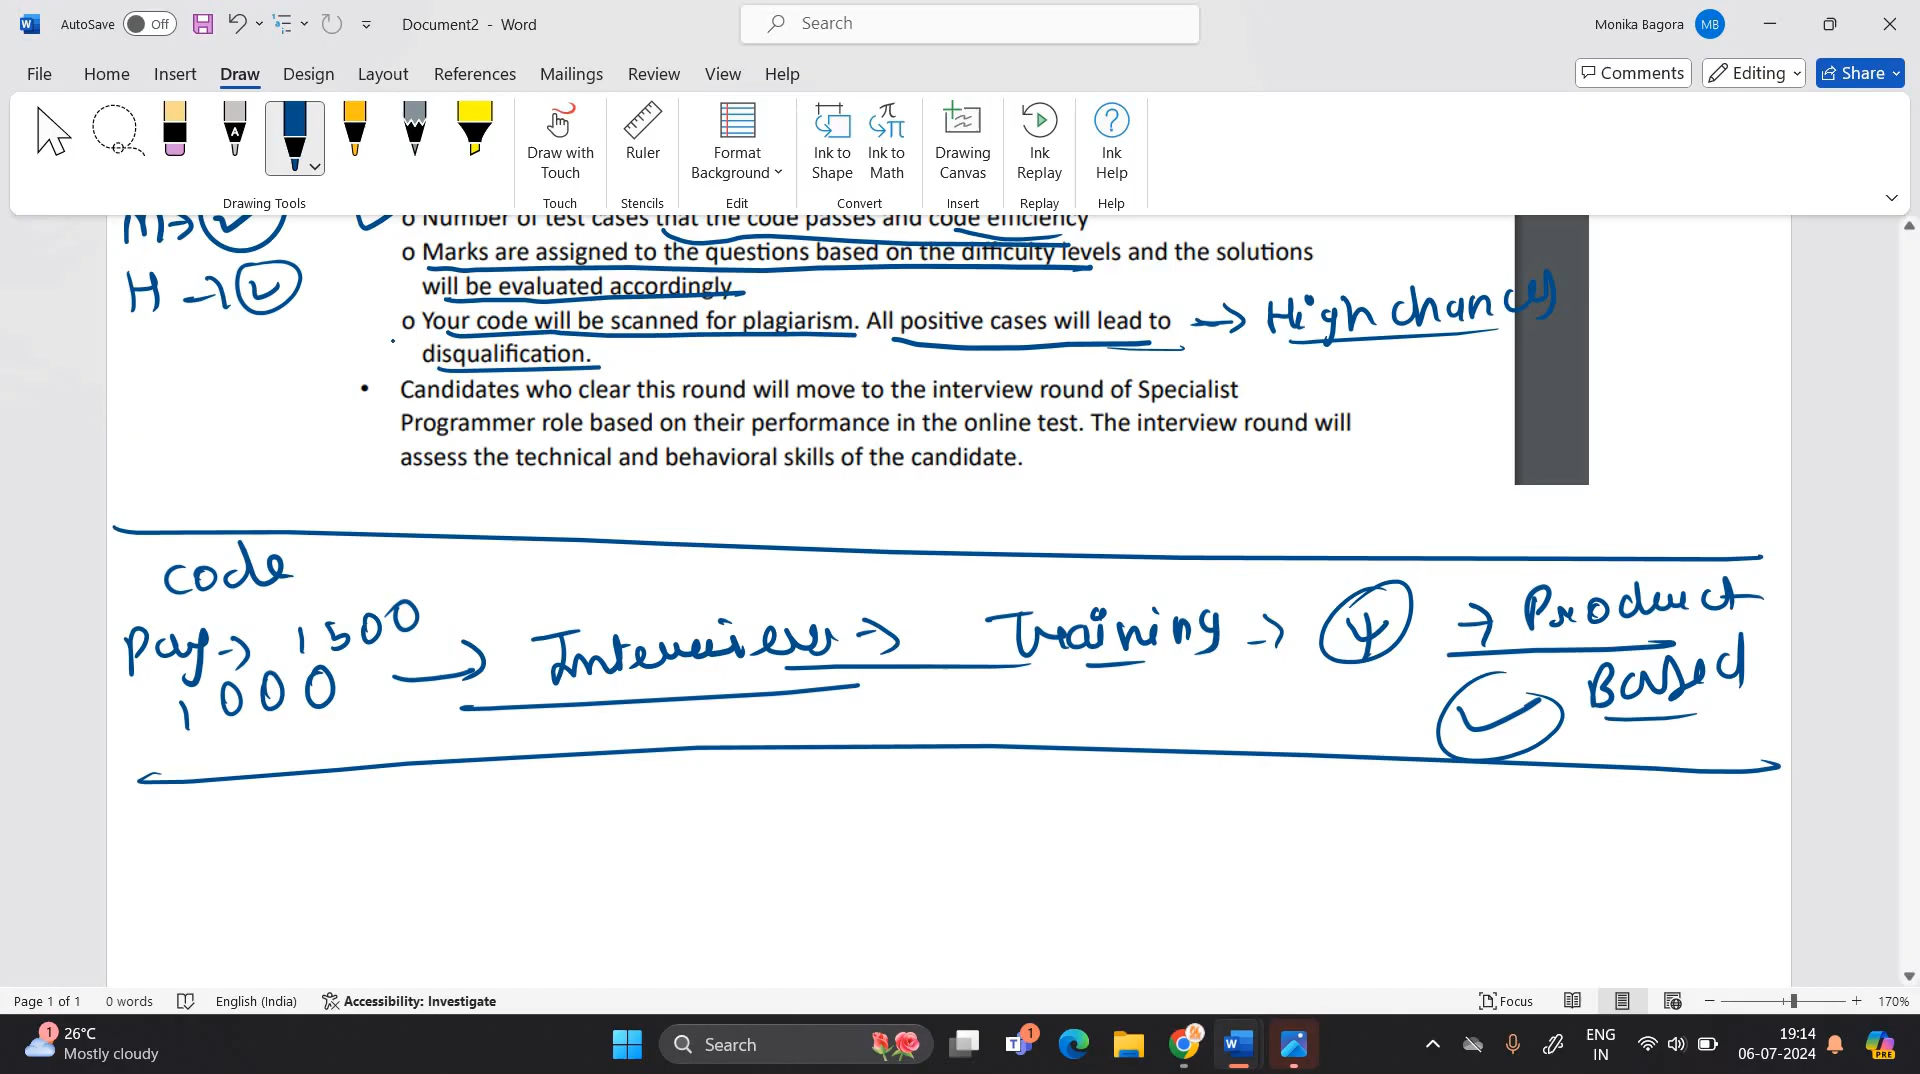 AutoSave Off Document2 - Word Search Monika Bagora MB
File Home Insert Draw Design Layout References Mailings Review View Help Comments Editing Share
A
Draw with Touch
Ruler
Format Background
Ink to Shape
Ink to Math
Drawing Canvas
Ink Replay
Ink Help
Drawing Tools Touch Stencils Edit Convert Insert Replay Help
M → o Number of test cases that the code passes and code efficiency
o Marks are assigned to the questions based on the difficulty levels and the solutions
H → will be evaluated accordingly
o Your code will be scanned for plagiarism. All positive cases will lead to → High chances
disqualification.
• Candidates who clear this round will move to the interview round of Specialist
Programmer role based on their performance in the online test. The interview round will
assess the technical and behavioral skills of the candidate.
code
Pay → 1500 → Interview → Training → → Product
1000 Based
Page 1 of 1 0 words English (India) Accessibility: Investigate Focus 170%
1 26°C
Mostly cloudy
Search
T 1
W
ENG
IN
19:14
06-07-2024
PRE